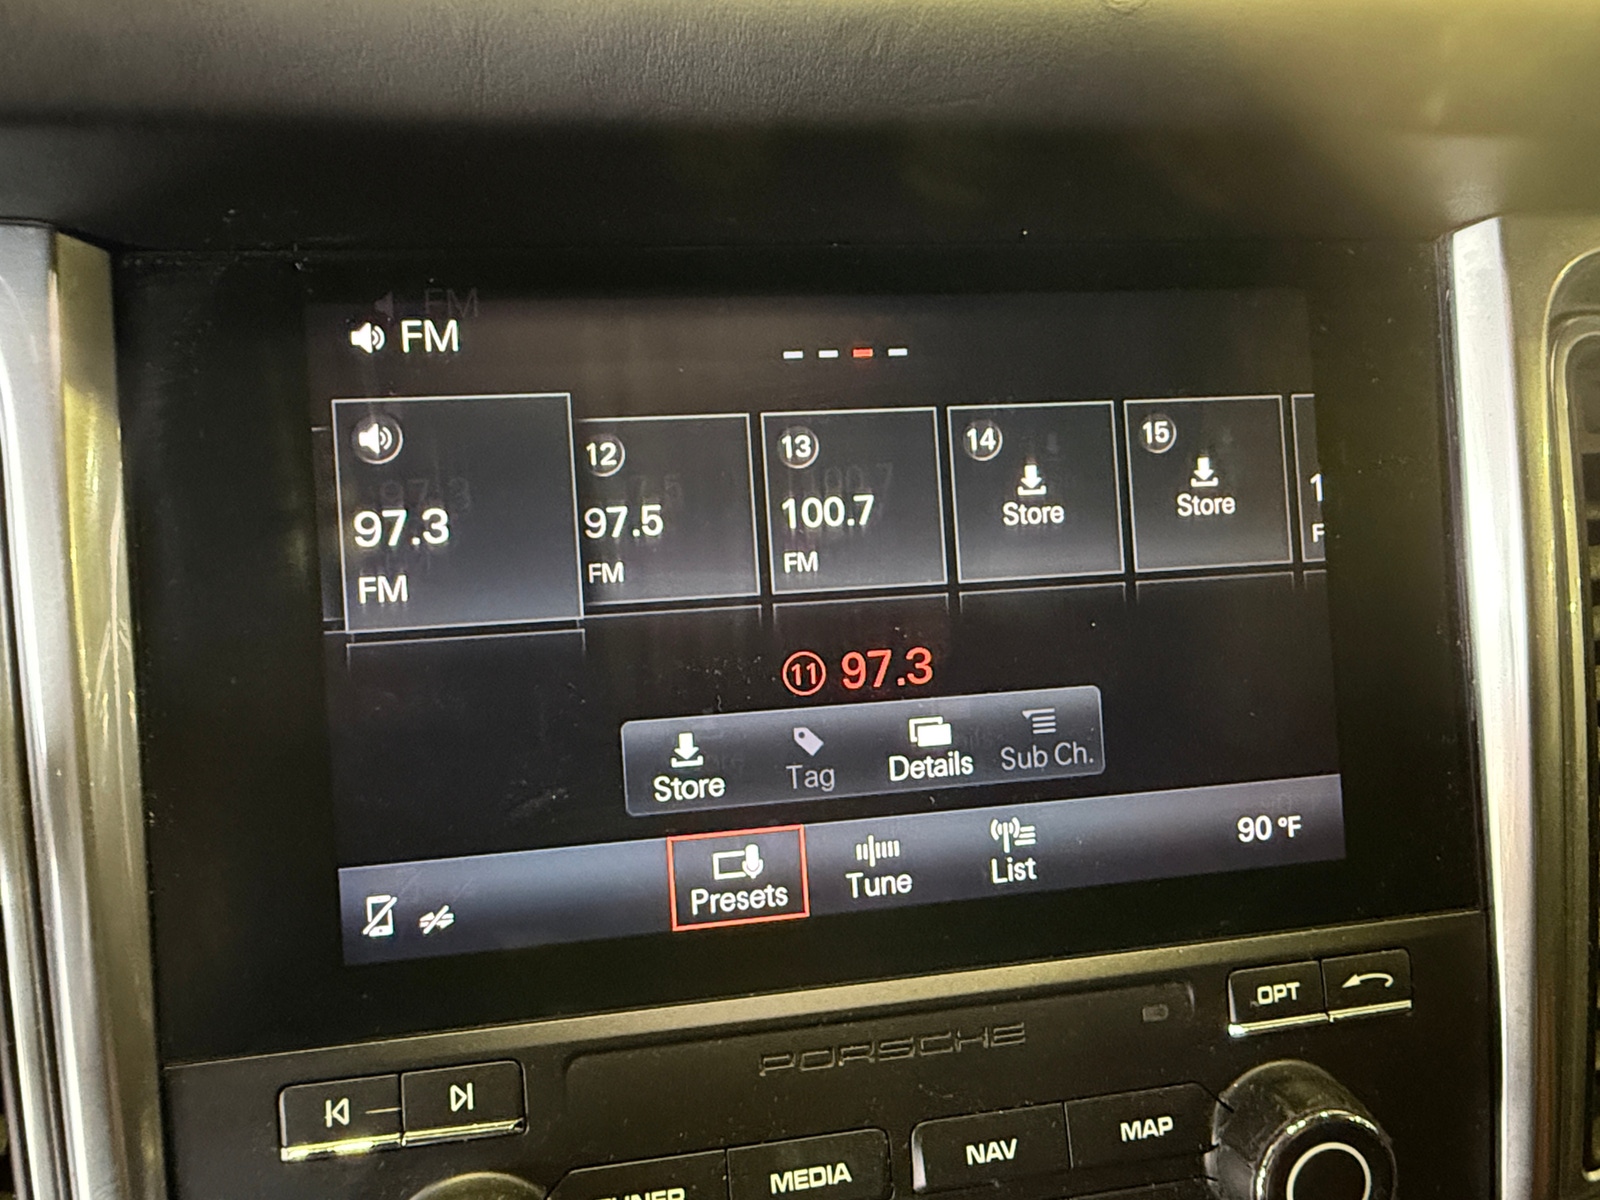 FM
97.3
FM
12
97.5
FM
13
100.7
FM
14
Store
15
Store
11 97.3
Store
Tag
Details
Sub Ch.
Presets
Tune
List
90 °F
OPT
PORSCHE
NAV
MAP
MEDIA